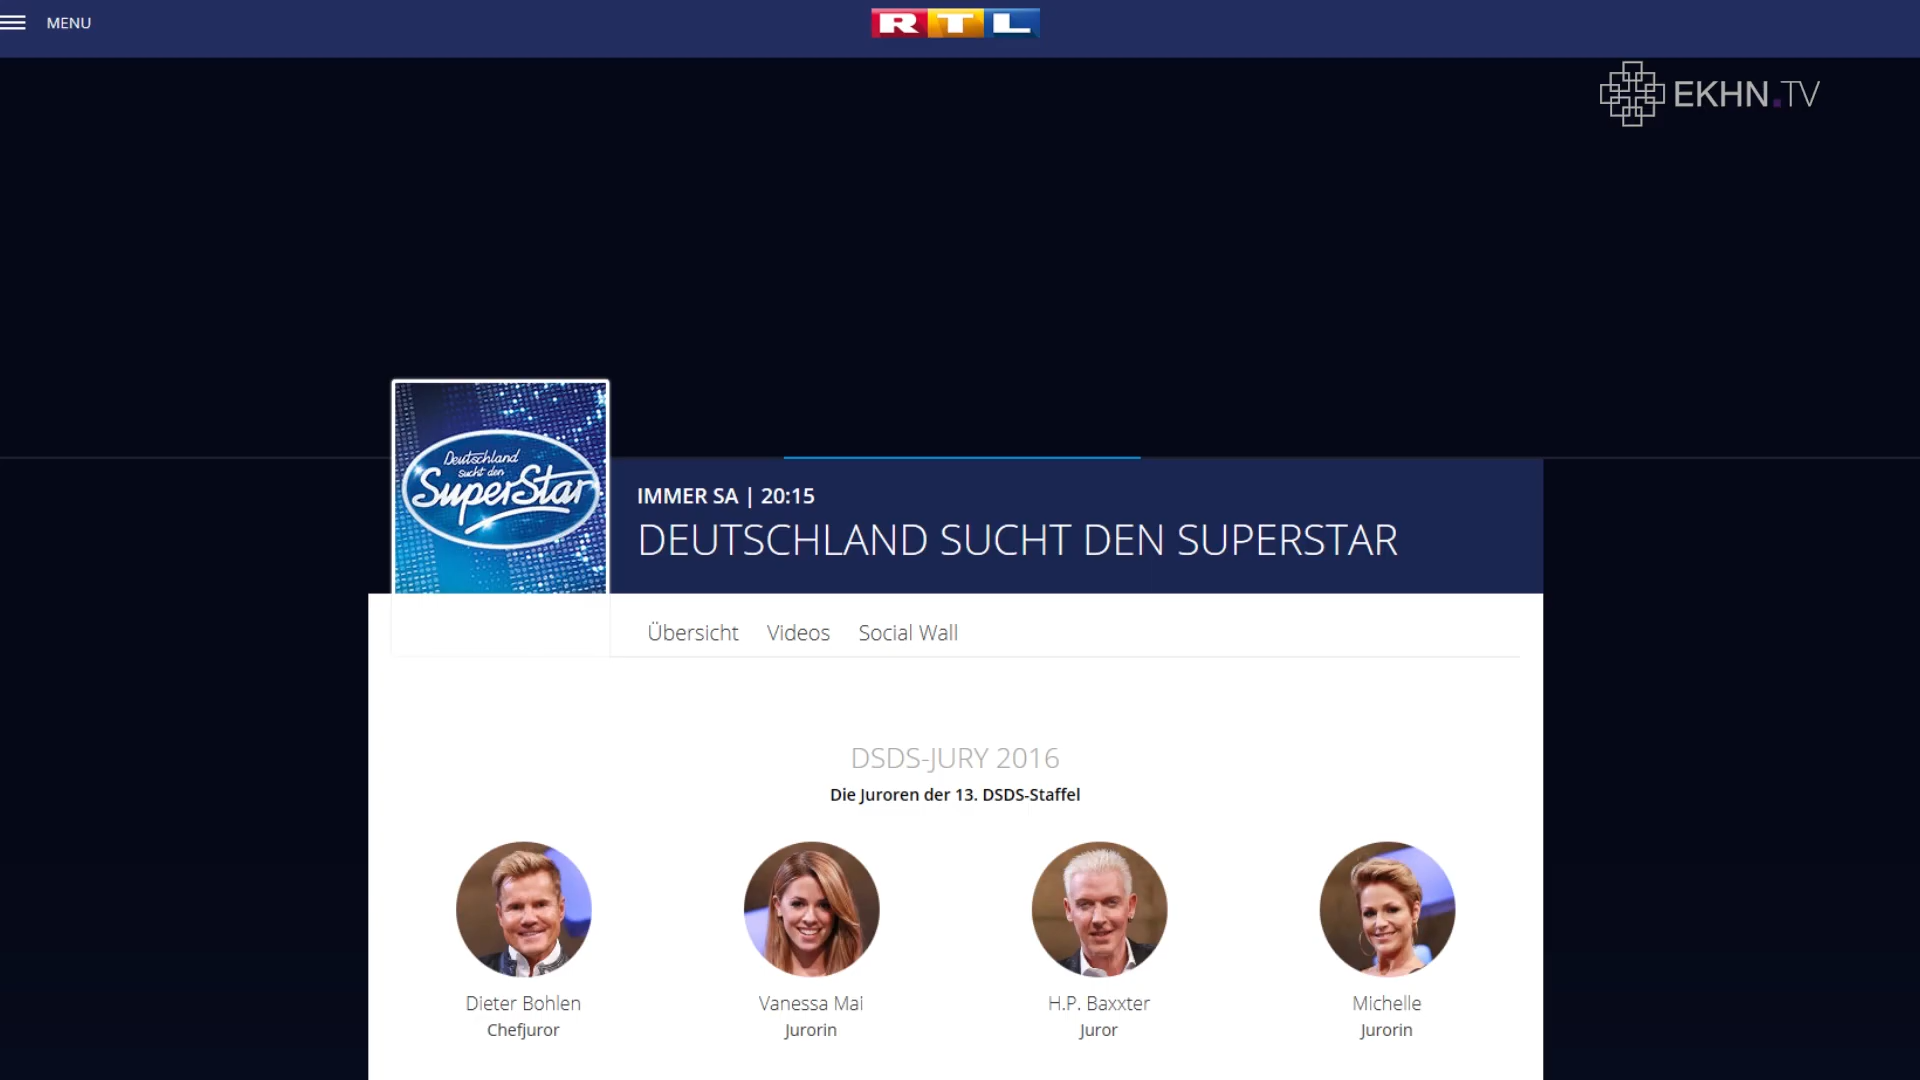 MENU
RTL
EKHN.TV
Deutschland
sucht den
SuperStar
IMMER SA | 20:15
DEUTSCHLAND SUCHT DEN SUPERSTAR
Übersicht Videos Social Wall
DSDS-JURY 2016
Die Juroren der 13. DSDS-Staffel
Dieter Bohlen Vanessa Mai H.P. Baxxter Michelle
Chefjuror Jurorin Juror Jurorin